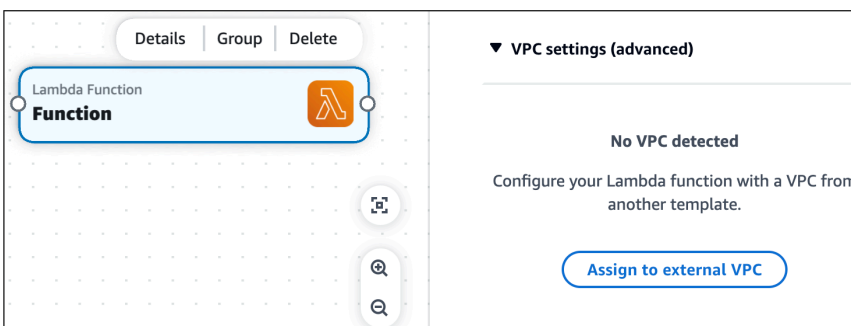 Details Group Delete
Lambda Function
Function
VPC settings (advanced)
No VPC detected
Configure your Lambda function with a VPC from
another template.
Assign to external VPC